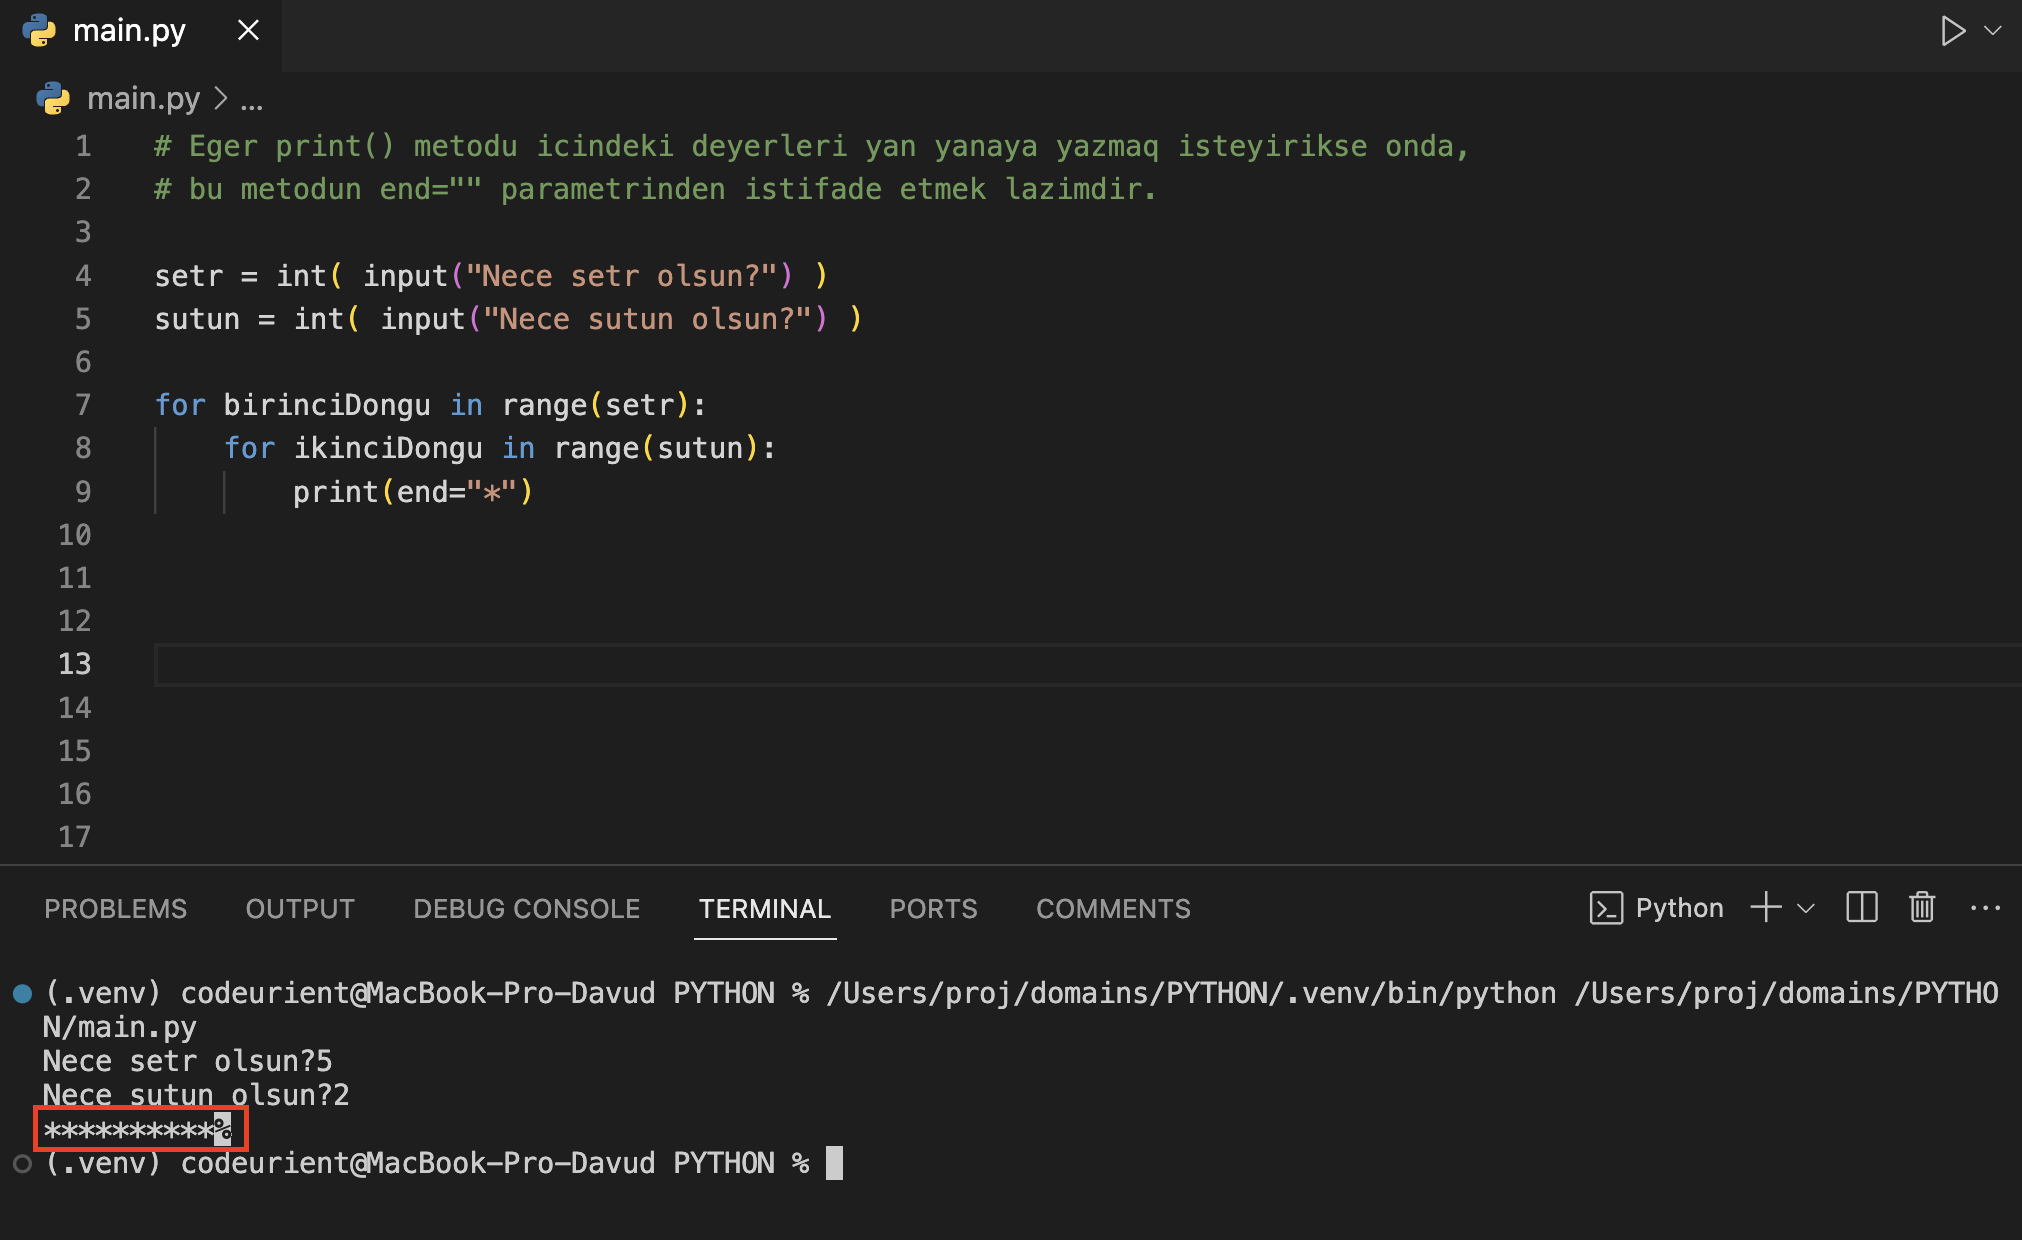 main.py
main.py > ...
1 # Eger print() metodu icindeki deyerleri yan yanaya yazmaq isteyirikse onda,
2 # bu metodun end="" parametrinden istifade etmek lazimdir.
3
4 setr = int( input("Nece setr olsun?") )
5 sutun = int( input("Nece sutun olsun?") )
6
7 for birinciDongu in range(setr):
8     for ikinciDongu in range(sutun):
9         print(end="*")
10
11
12
13
14
15
16
17
PROBLEMS OUTPUT DEBUG CONSOLE TERMINAL PORTS COMMENTS Python
(.venv) codeurient@MacBook-Pro-Davud PYTHON % /Users/proj/domains/PYTHON/.venv/bin/python /Users/proj/domains/PYTHO
N/main.py
Nece setr olsun?5
Nece sutun olsun?2
**********%
(.venv) codeurient@MacBook-Pro-Davud PYTHON %